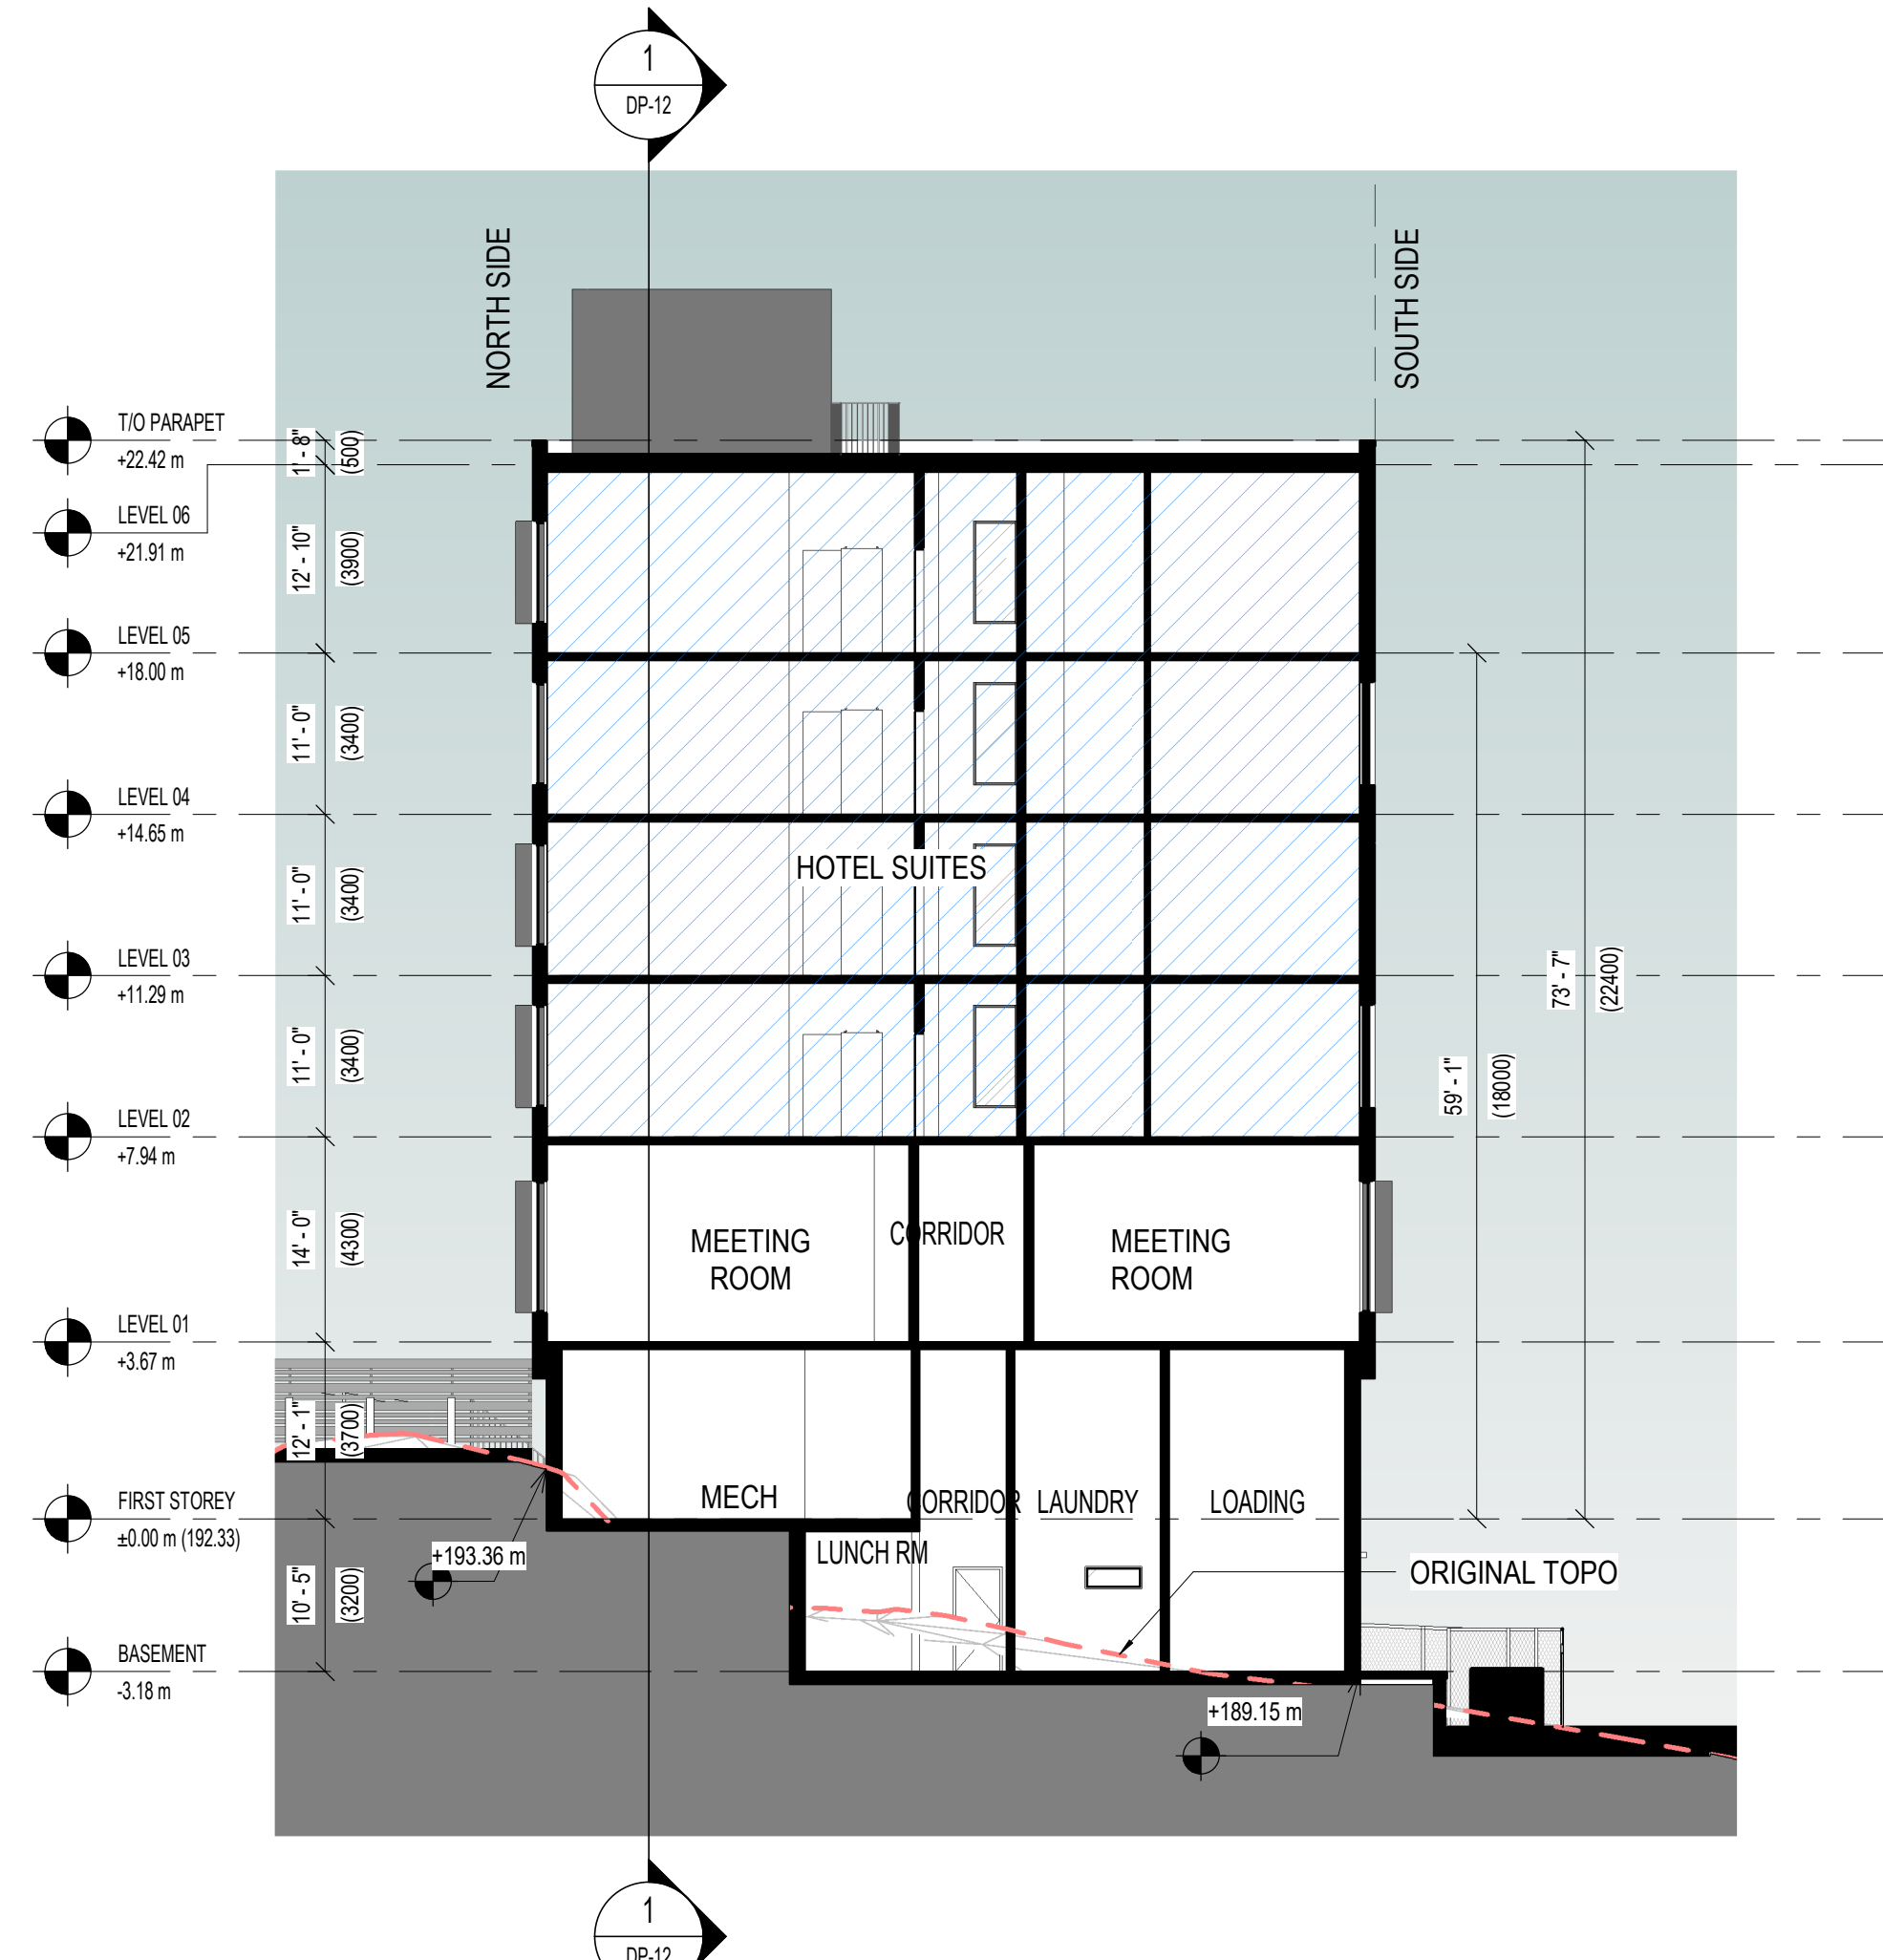 1
DP-12
NORTH SIDE
SOUTH SIDE
T/O PARAPET
+22.42 m
1' - 8"
(500)
LEVEL 06
+21.91 m
12' - 10"
(3900)
LEVEL 05
+18.00 m
11' - 0"
(3400)
LEVEL 04
+14.65 m
HOTEL SUITES
11' - 0"
(3400)
LEVEL 03
+11.29 m
73' - 7"
(22400)
11' - 0"
(3400)
59' - 1"
(18000)
LEVEL 02
+7.94 m
14' - 0"
(4300)
MEETING
ROOM
CORRIDOR
MEETING
ROOM
LEVEL 01
+3.67 m
12' - 1"
(3700)
MECH
CORRIDOR
LAUNDRY
LOADING
FIRST STOREY
±0.00 m (192.33)
+193.36 m
LUNCH RM
ORIGINAL TOPO
10' - 5"
(3200)
BASEMENT
-3.18 m
+189.15 m
1
DP-12